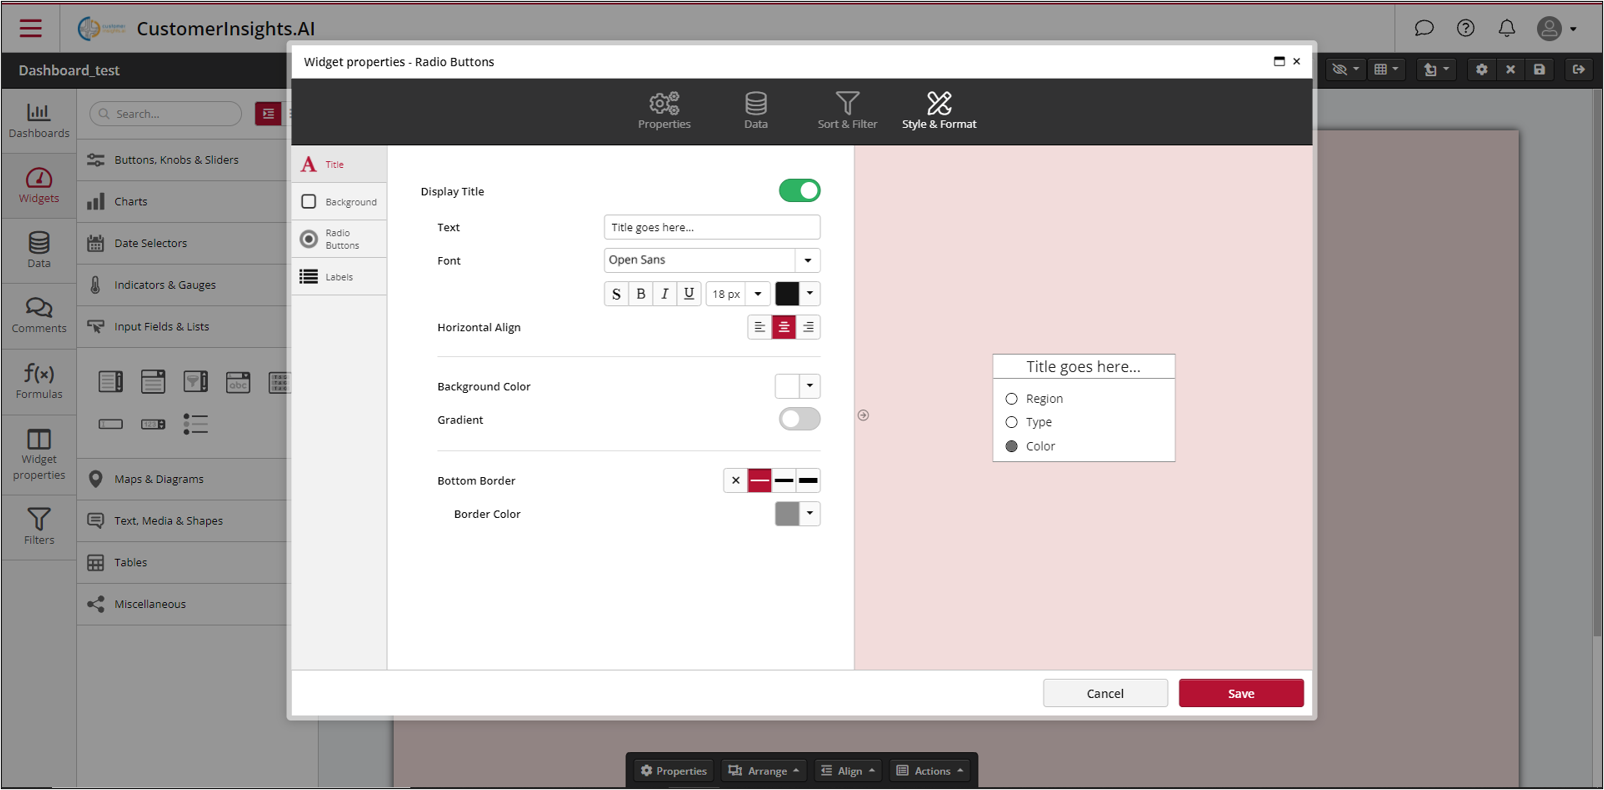 CustomerInsights.AI
Dashboard_test
Dashboards
Widgets
Data
Comments
f(x)
Formulas
Widget
properties
Filters
Search...
Buttons, Knobs & Sliders
Charts
Date Selectors
Indicators & Gauges
Input Fields & Lists
abc
123
Maps & Diagrams
Text, Media & Shapes
Tables
Miscellaneous
Widget properties - Radio Buttons
Properties
Data
Sort & Filter
Style & Format
A Title
Background
Radio
Buttons
Labels
Display Title
Text
Title goes here...
Font
Open Sans
S B I U 18 px
Horizontal Align
Background Color
Gradient
Bottom Border
Border Color
Title goes here...
Region
Type
Color
Cancel
Save
Properties
Arrange
Align
Actions